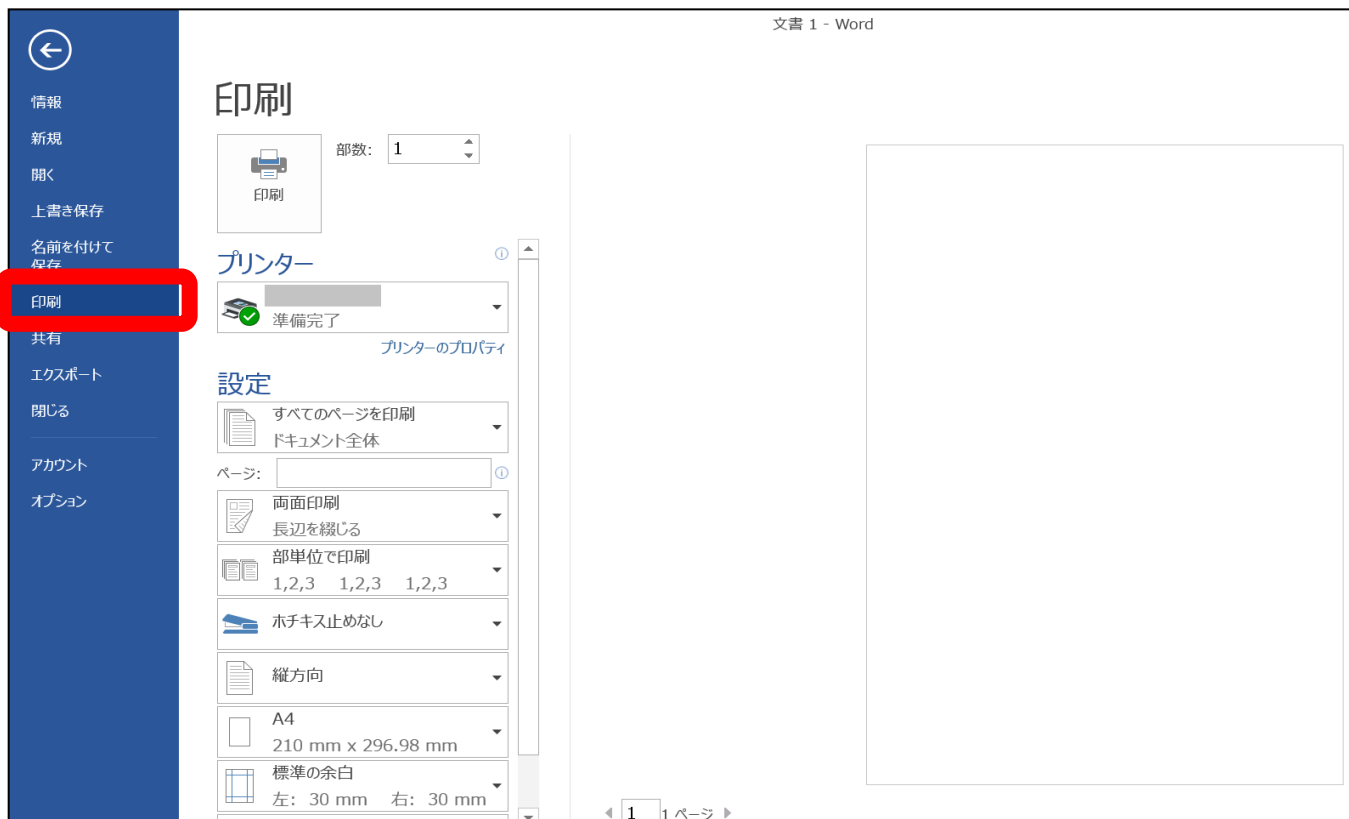 文書 1 - Word
情報
新規
開く
上書き保存
名前を付けて
保存
印刷
共有
エクスポート
閉じる
アカウント
オプション
印刷
印刷
部数: 1
プリンター
準備完了
プリンターのプロパティ
設定
すべてのページを印刷
ドキュメント全体
ページ:
両面印刷
長辺を綴じる
部単位で印刷
1,2,3 1,2,3 1,2,3
ホチキス止めなし
縦方向
A4
210 mm x 296.98 mm
標準の余白
左: 30 mm 右: 30 mm
1 1 ページ